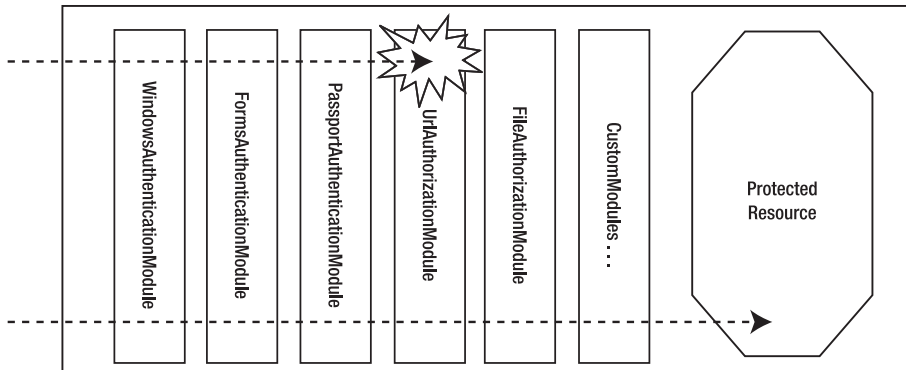 WindowsAuthenticationModule
FormsAuthenticationModule
PassportAuthenticationModule
UrlAuthorizationModule
FileAuthorizationModule
CustomModules . . .
Protected
Resource